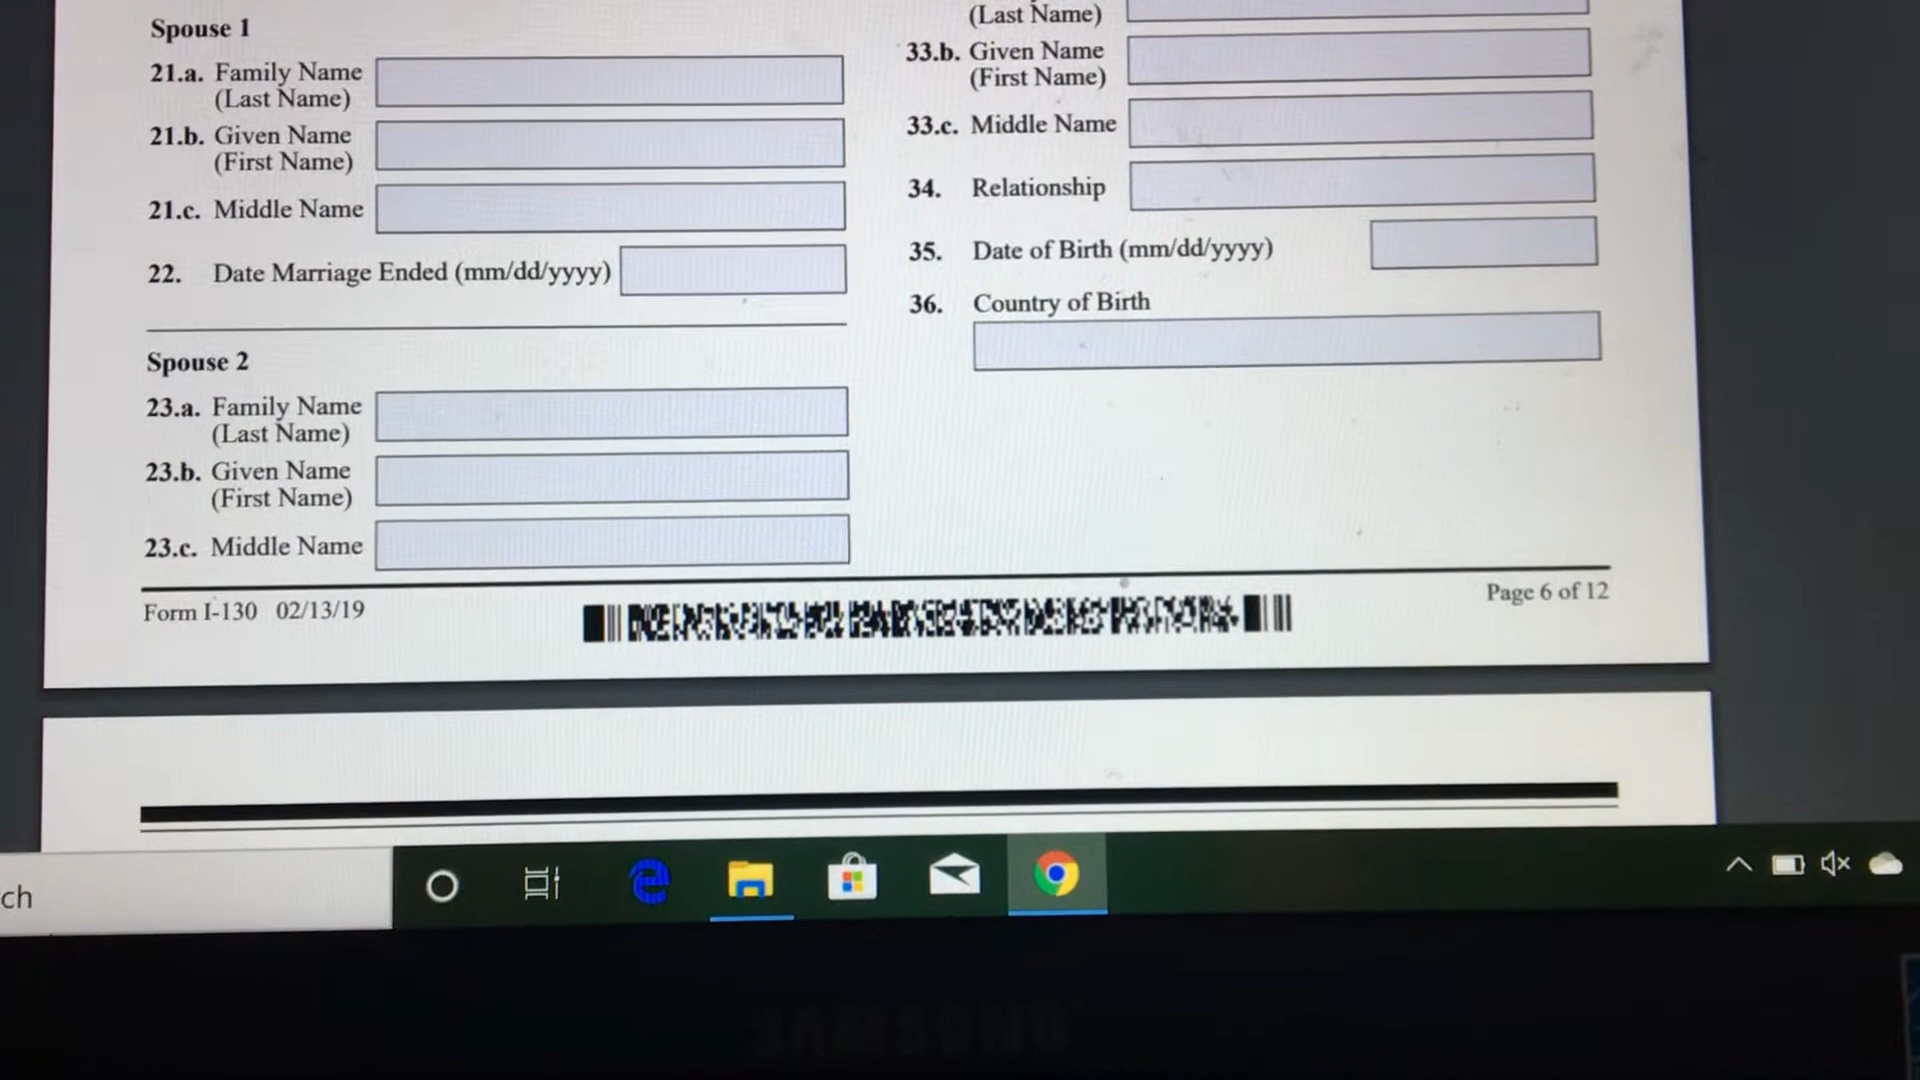 Spouse 1
21.a. Family Name
(Last Name)
21.b. Given Name
(First Name)
21.c. Middle Name
22. Date Marriage Ended (mm/dd/yyyy)
Spouse 2
23.a. Family Name
(Last Name)
23.b. Given Name
(First Name)
23.c. Middle Name
(Last Name)
33.b. Given Name
(First Name)
33.c. Middle Name
34. Relationship
35. Date of Birth (mm/dd/yyyy)
36. Country of Birth
Form I-130 02/13/19
Page 6 of 12
ch
SAMSUNG